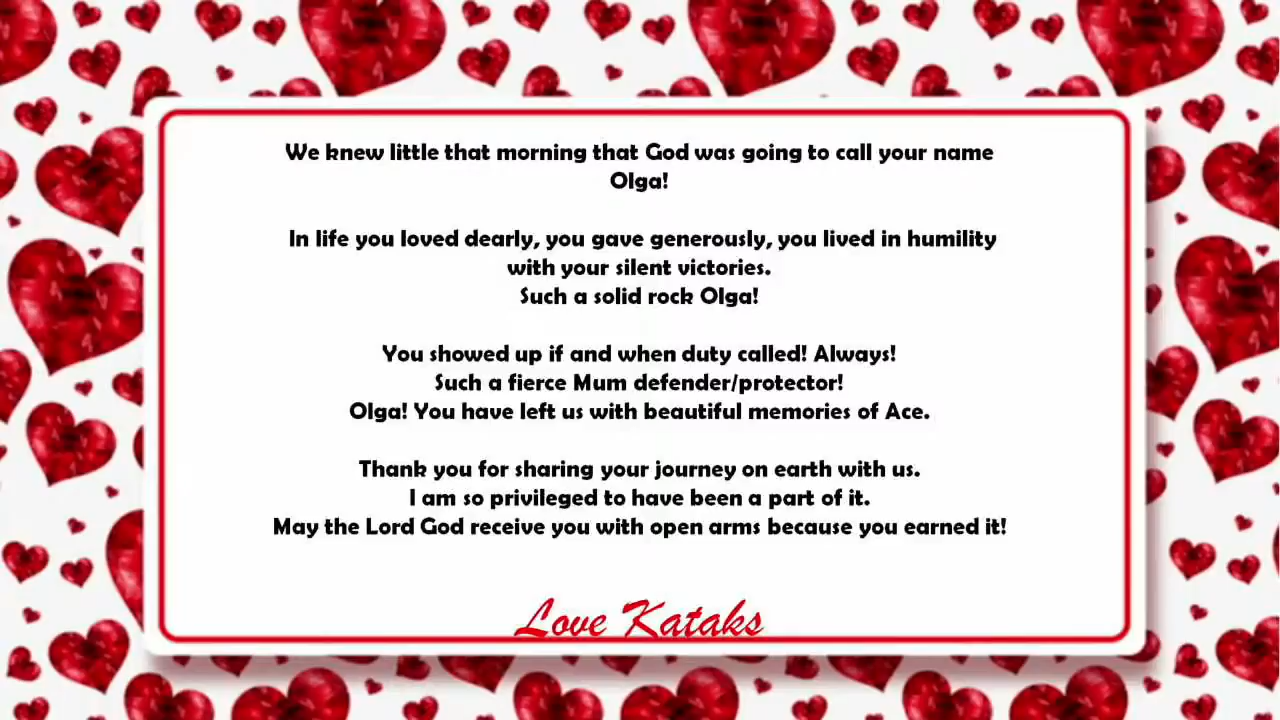 We knew little that morning that God was going to call your name
Olga!
In life you loved dearly, you gave generously, you lived in humility
with your silent victories.
Such a solid rock Olga!
You showed up if and when duty called! Always!
Such a fierce Mum defender/protector!
Olga! You have left us with beautiful memories of Ace.
Thank you for sharing your journey on earth with us.
I am so privileged to have been a part of it.
May the Lord God receive you with open arms because you earned it!
Love Kataks